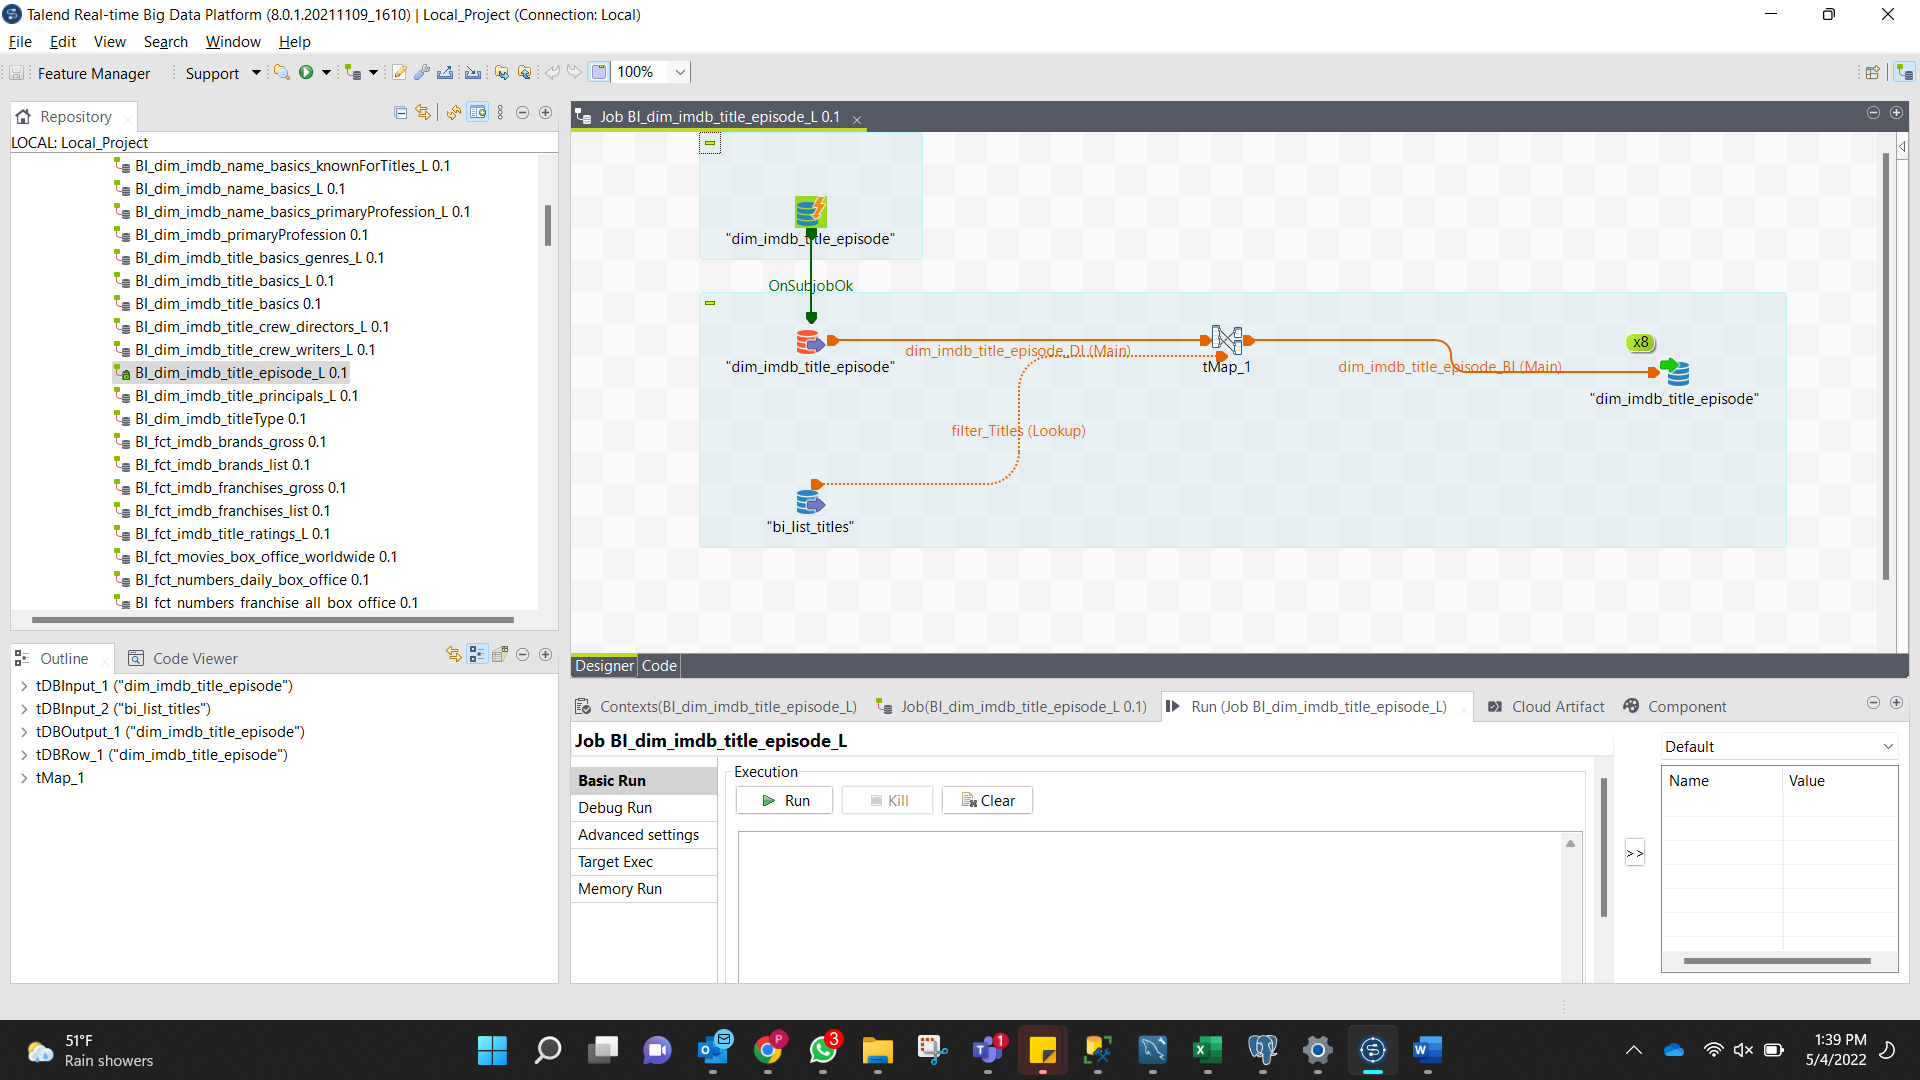 Talend Real-time Big Data Platform (8.0.1.20211109_1610) | Local_Project (Connection: Local)
File Edit View Search Window Help
Feature Manager Support 100%
Repository
LOCAL: Local_Project
BI_dim_imdb_name_basics_knownForTitles_L 0.1
BI_dim_imdb_name_basics_L 0.1
BI_dim_imdb_name_basics_primaryProfession_L 0.1
BI_dim_imdb_primaryProfession 0.1
BI_dim_imdb_title_basics_genres_L 0.1
BI_dim_imdb_title_basics_L 0.1
BI_dim_imdb_title_basics 0.1
BI_dim_imdb_title_crew_directors_L 0.1
BI_dim_imdb_title_crew_writers_L 0.1
BI_dim_imdb_title_episode_L 0.1
BI_dim_imdb_title_principals_L 0.1
BI_dim_imdb_titleType 0.1
BI_fct_imdb_brands_gross 0.1
BI_fct_imdb_brands_list 0.1
BI_fct_imdb_franchises_gross 0.1
BI_fct_imdb_franchises_list 0.1
BI_fct_imdb_title_ratings_L 0.1
BI_fct_movies_box_office_worldwide 0.1
BI_fct_numbers_daily_box_office 0.1
BI_fct_numbers_franchise_all_box_office 0.1
Outline Code Viewer
tDBInput_1 ("dim_imdb_title_episode")
tDBInput_2 ("bi_list_titles")
tDBOutput_1 ("dim_imdb_title_episode")
tDBRow_1 ("dim_imdb_title_episode")
tMap_1
Job BI_dim_imdb_title_episode_L 0.1
"dim_imdb_title_episode"
OnSubjobOk
"dim_imdb_title_episode"
dim_imdb_title_episode_DI (Main)
tMap_1
dim_imdb_title_episode_BI (Main)
x8
"dim_imdb_title_episode"
filter_Titles (Lookup)
"bi_list_titles"
Designer Code
Contexts(BI_dim_imdb_title_episode_L) Job(BI_dim_imdb_title_episode_L 0.1) Run (Job BI_dim_imdb_title_episode_L) Cloud Artifact Component
Job BI_dim_imdb_title_episode_L
Basic Run
Debug Run
Advanced settings
Target Exec
Memory Run
Execution
Run Kill Clear
>>
Default
Name Value
51°F
Rain showers
P
3
1
1:39 PM
5/4/2022